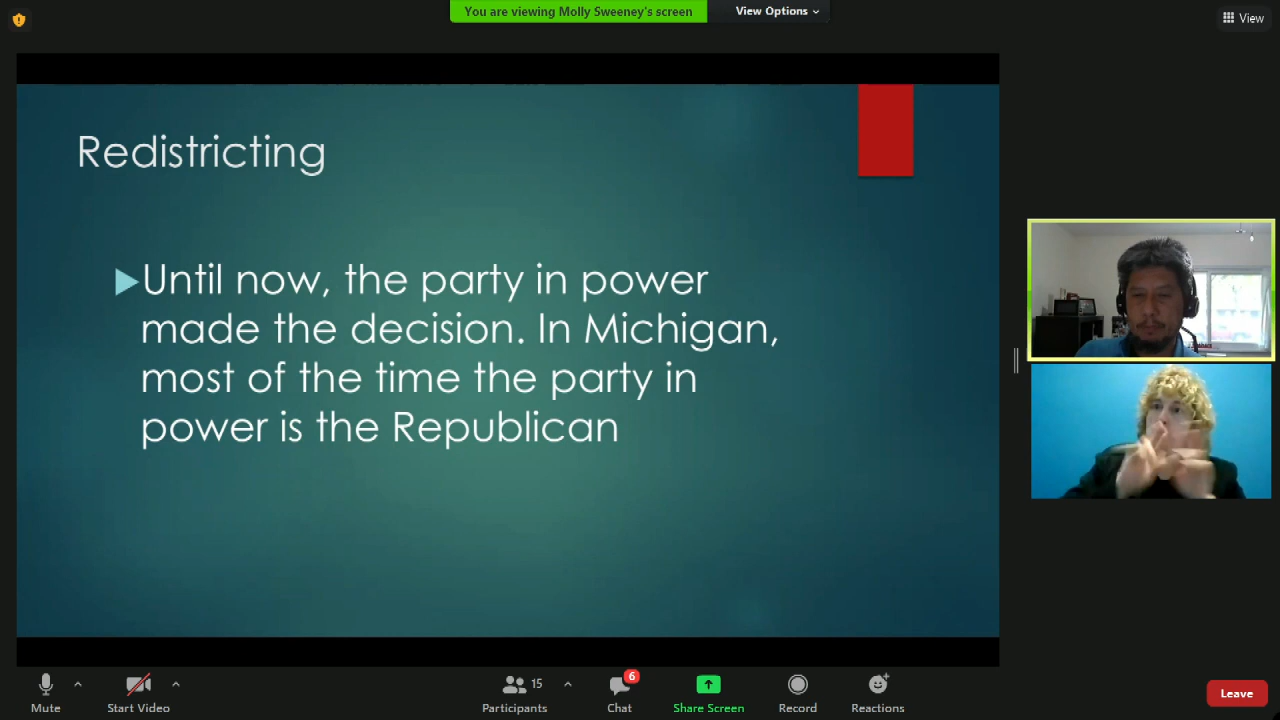 You are viewing Molly Sweeney's screen
View Options
View
Redistricting
Until now, the party in power
made the decision. In Michigan,
most of the time the party in
power is the Republican
Mute
Start Video
Participants
15
Chat
6
Share Screen
Record
Reactions
Leave